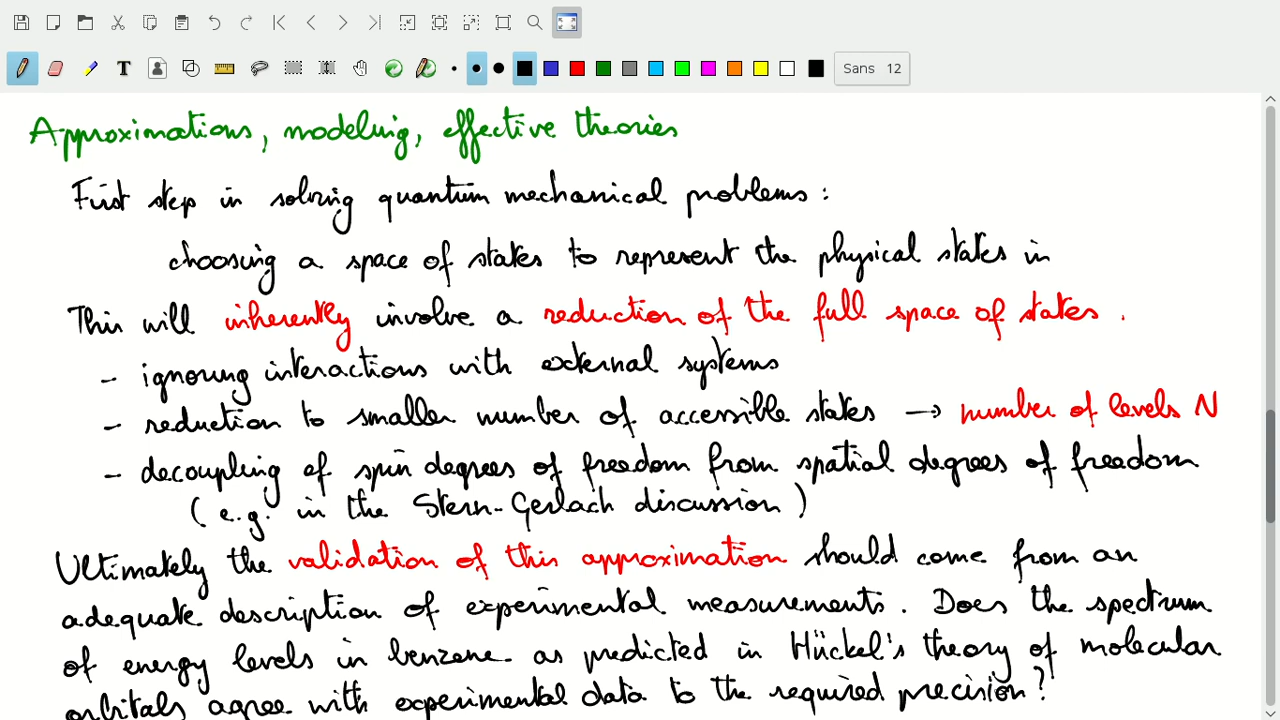 Sans 12
Approximations, modeling, effective theories
First step in solving quantum mechanical problems:
choosing a space of states to represent the physical states in
This will inherently involve a reduction of the full space of states.
- ignoring interactions with external systems
- reduction to smaller number of accessible states → number of levels N
- decoupling of spin degrees of freedom from spatial degrees of freedom
(e.g. in the Stern-Gerlach discussion)
Ultimately the validation of this approximation should come from an
adequate description of experimental measurements. Does the spectrum
of energy levels in benzene as predicted in Hückel's theory of molecular
orbitals agree with experimental data to the required precision?